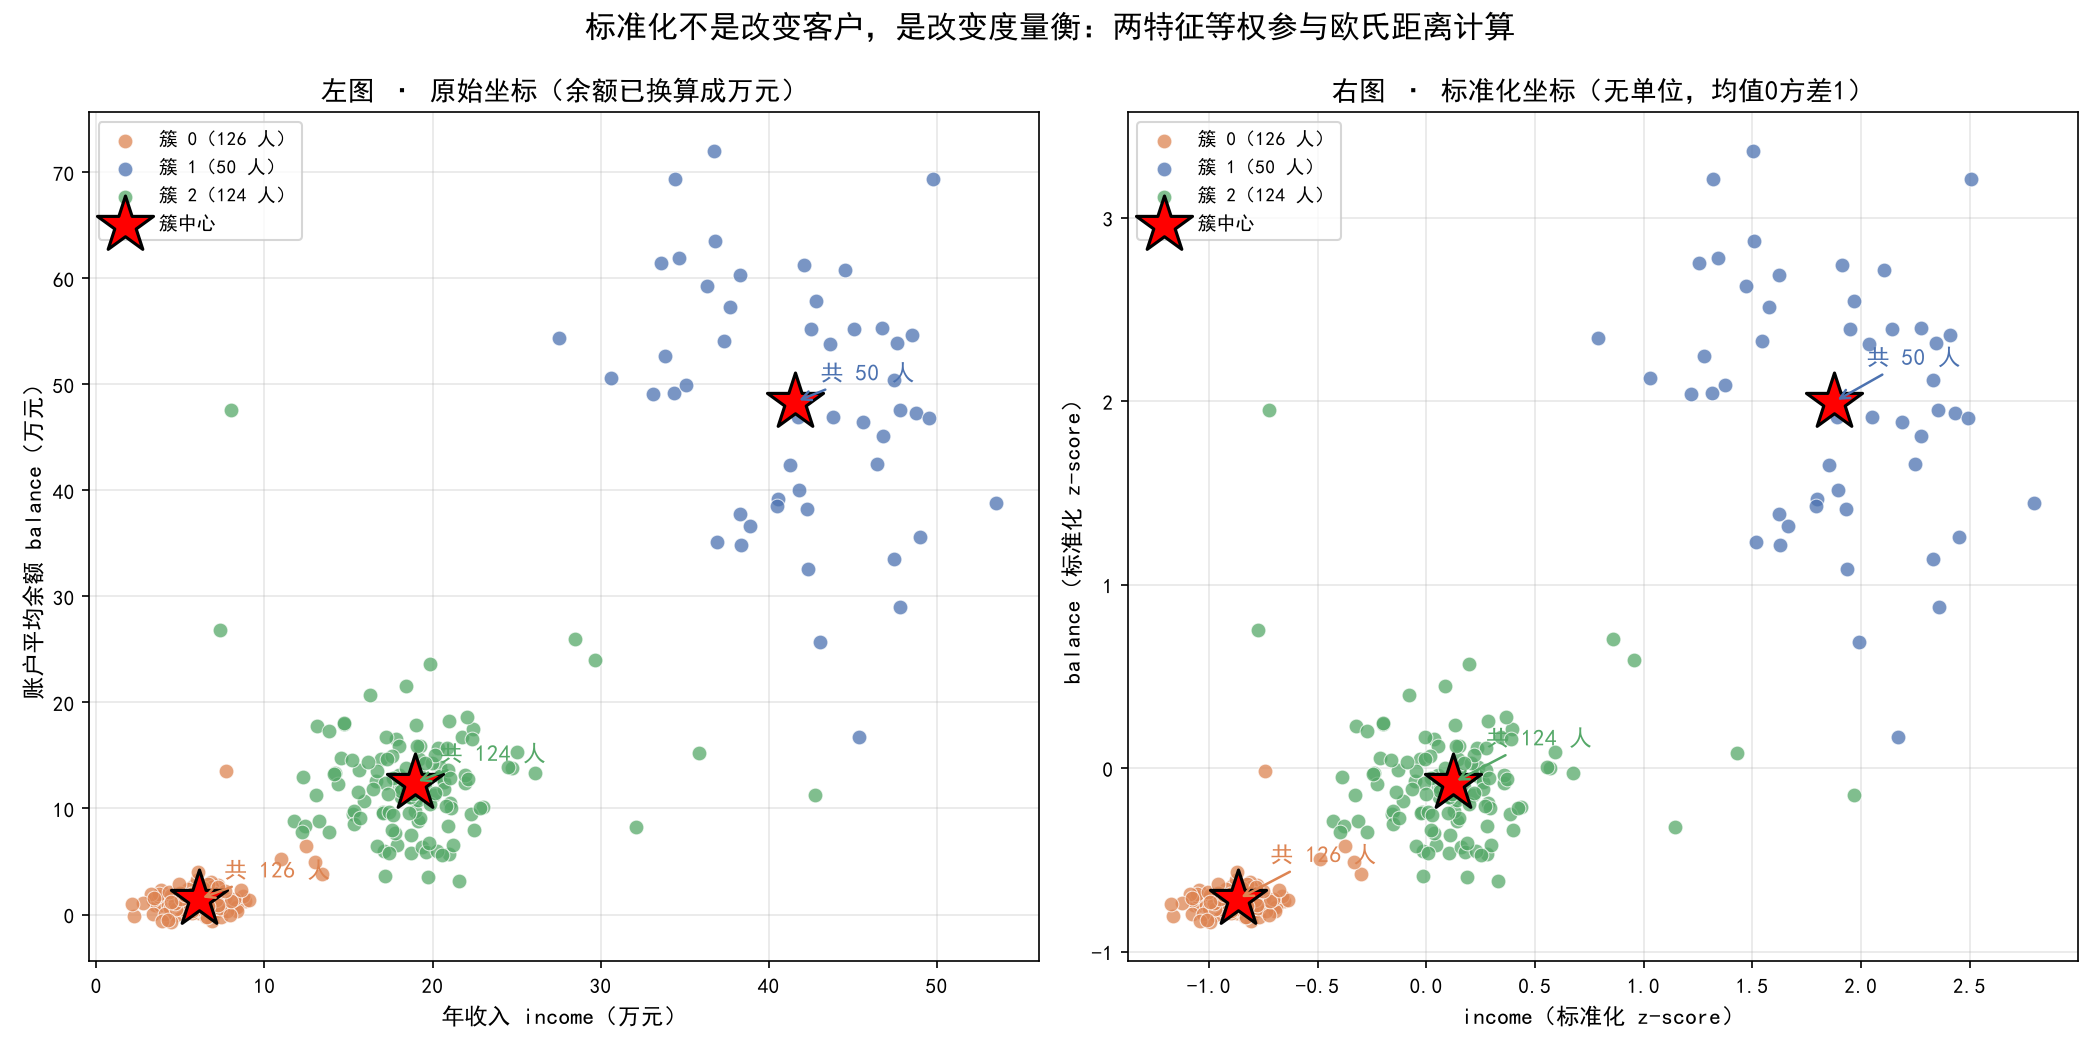 标准化不是改变客户，是改变度量衡：两特征等权参与欧氏距离计算
左图 · 原始坐标（余额已换算成万元）
簇 0（126 人）
簇 1（50 人）
簇 2（124 人）
簇中心
共 50 人
共 124 人
共 126 人
70
60
50
40
30
20
10
0
账户平均余额 balance（万元）
0 10 20 30 40 50
年收入 income（万元）
右图 · 标准化坐标（无单位，均值0方差1）
簇 0（126 人）
簇 1（50 人）
簇 2（124 人）
簇中心
共 50 人
共 124 人
共 126 人
3
2
1
0
-1
balance（标准化 z-score）
-1.0 -0.5 0.0 0.5 1.0 1.5 2.0 2.5
income（标准化 z-score）